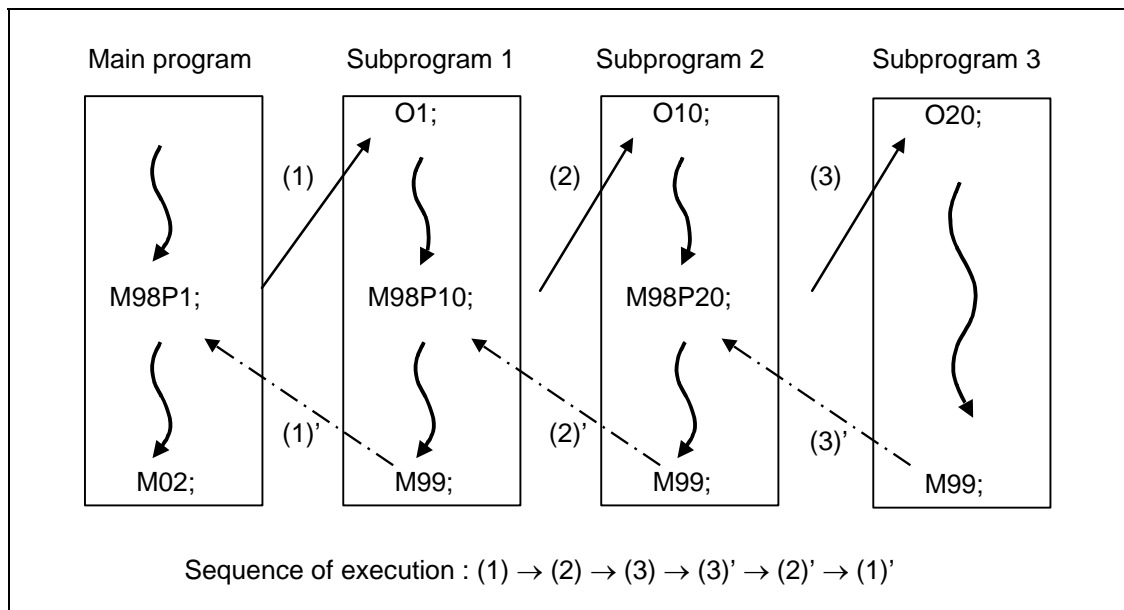 Main program
Subprogram 1
Subprogram 2
Subprogram 3
O1;
O10;
O20;
(1)
(2)
(3)
M98P1;
M98P10;
M98P20;
(1)’
(2)’
(3)’
M02;
M99;
M99;
M99;
Sequence of execution : (1) → (2) → (3) → (3)’ → (2)’ → (1)’